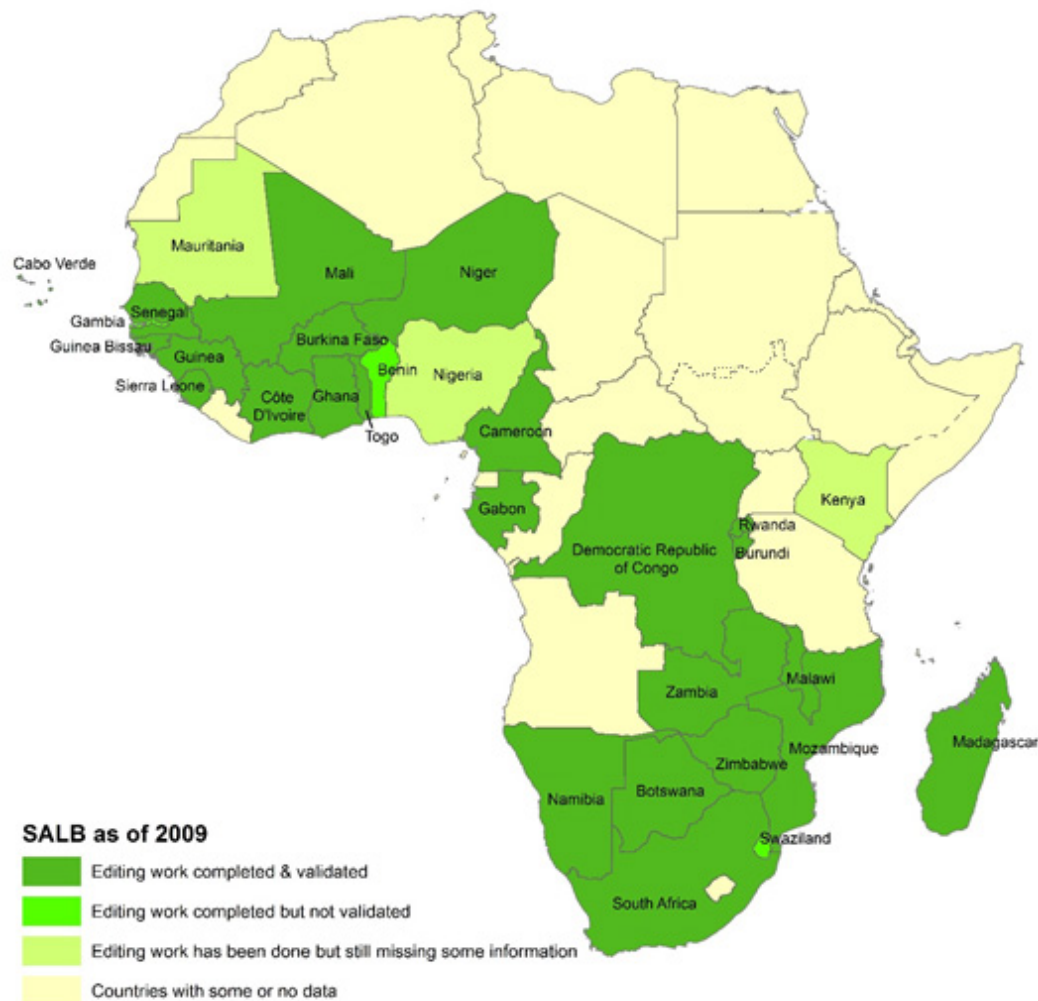 Mauritania
Cabo Verde
Mali
Niger
Senegal
Gambia
Burkina Faso
Guinea Bissau
Guinea
Benin
Nigeria
Sierra Leone
Côte
D'Ivoire
Ghana
Togo
Cameroon
Kenya
Gabon
Rwanda
Democratic Republic
of Congo
Burundi
Malawi
Zambia
Madagascar
Mozambique
Zimbabwe
Botswana
Namibia
Swaziland
South Africa
SALB as of 2009
Editing work completed & validated
Editing work completed but not validated
Editing work has been done but still missing some information
Countries with some or no data